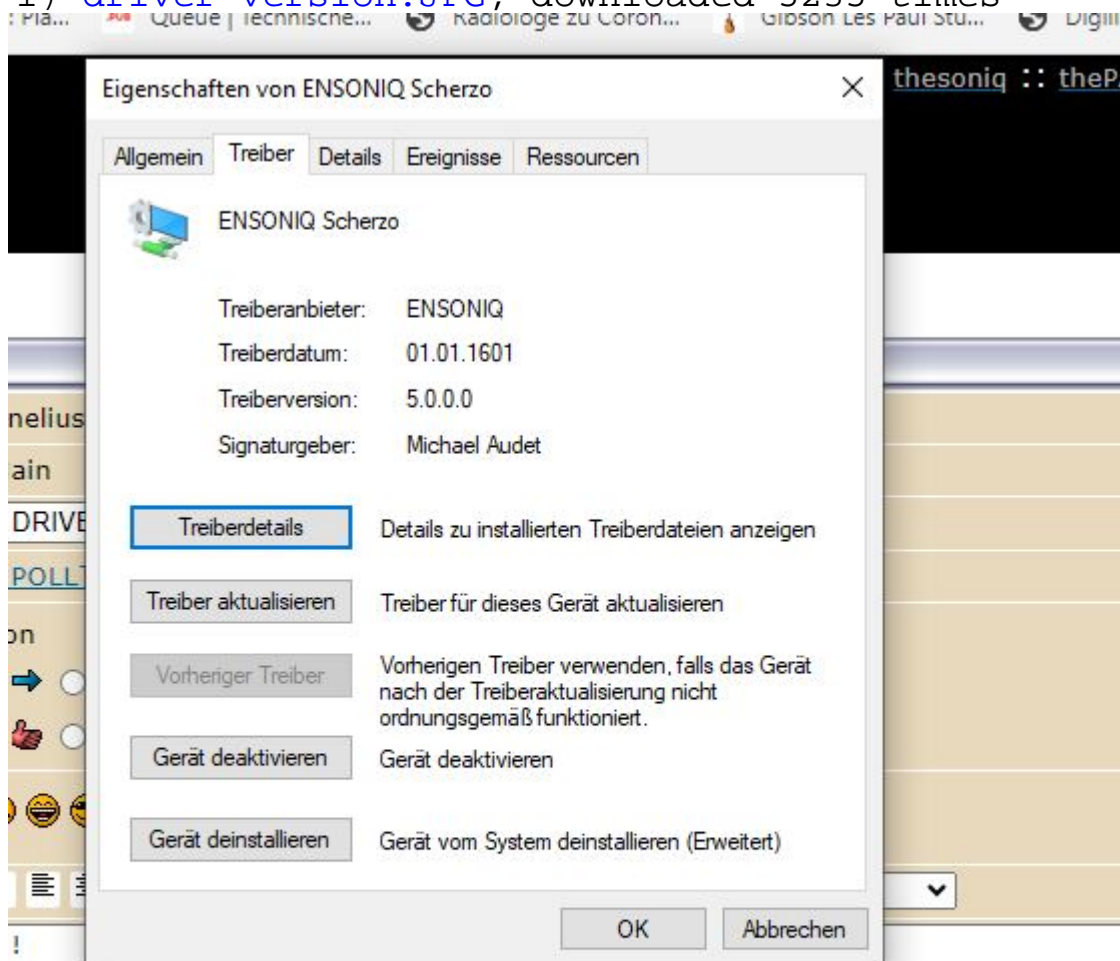 driver version.JPG, downloaded 5255 times
Pla... Queue | Technische... Radiologe zu Coron... Gibson Les Paul Stu...
Eigenschaften von ENSONIQ Scherzo
thesoniq ::
Allgemein Treiber Details Ereignisse Ressourcen
ENSONIQ Scherzo
Treiberanbieter: ENSONIQ
Treiberdatum: 01.01.1601
Treiberversion: 5.0.0.0
nelius
Signaturgeber: Michael Audet
ain
DRIVE
Treiberdetails Details zu installierten Treiberdateien anzeigen
POLL
Treiber aktualisieren Treiber für dieses Gerät aktualisieren
on
Vorheriger Treiber Vorherigen Treiber verwenden, falls das Gerät
nach der Treiberaktualisierung nicht
ordnungsgemäß funktioniert.
Gerät deaktivieren Gerät deaktivieren
Gerät deinstallieren Gerät vom System deinstallieren (Erweitert)
OK Abbrechen
!